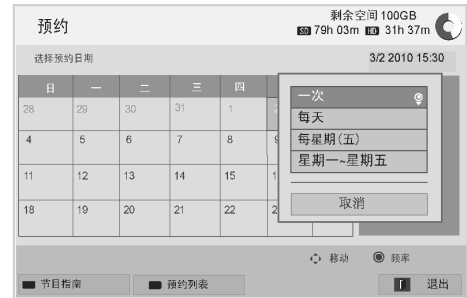 预约
剩余空间 100GB
SD 79h 03m HD 31h 37m
选择预约日期
3/2 2010 15:30
日 一 二 三 四
28 29 30 31 1
4 5 6 7 8
11 12 13 14 15
18 19 20 21 22
一次
每天
每星期(五)
星期一~星期五
取消
移动 频率
节目指南 预约列表 退出